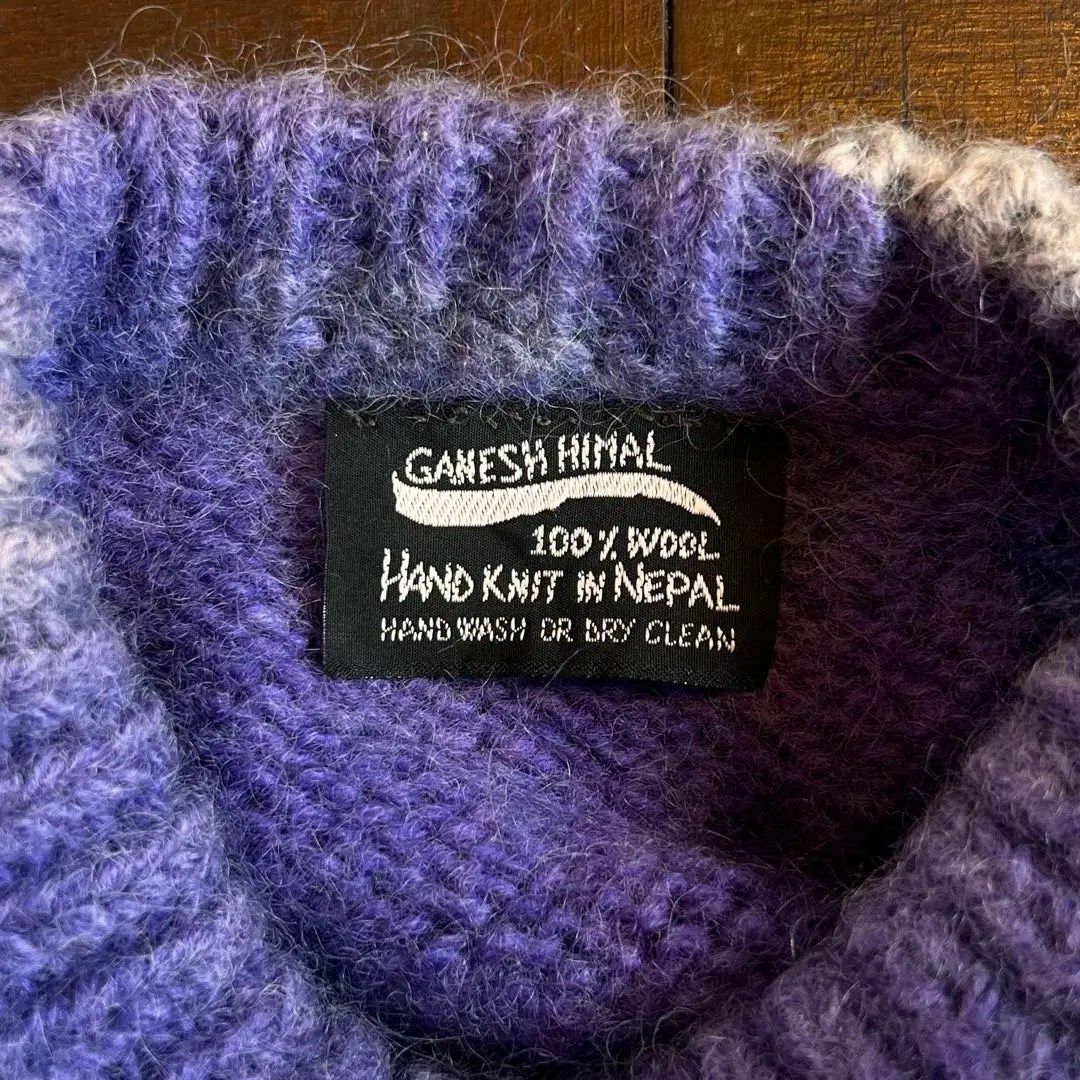 GANESH HIMAL
100% WOOL
HAND KNIT IN NEPAL
HAND WASH OR DRY CLEAN